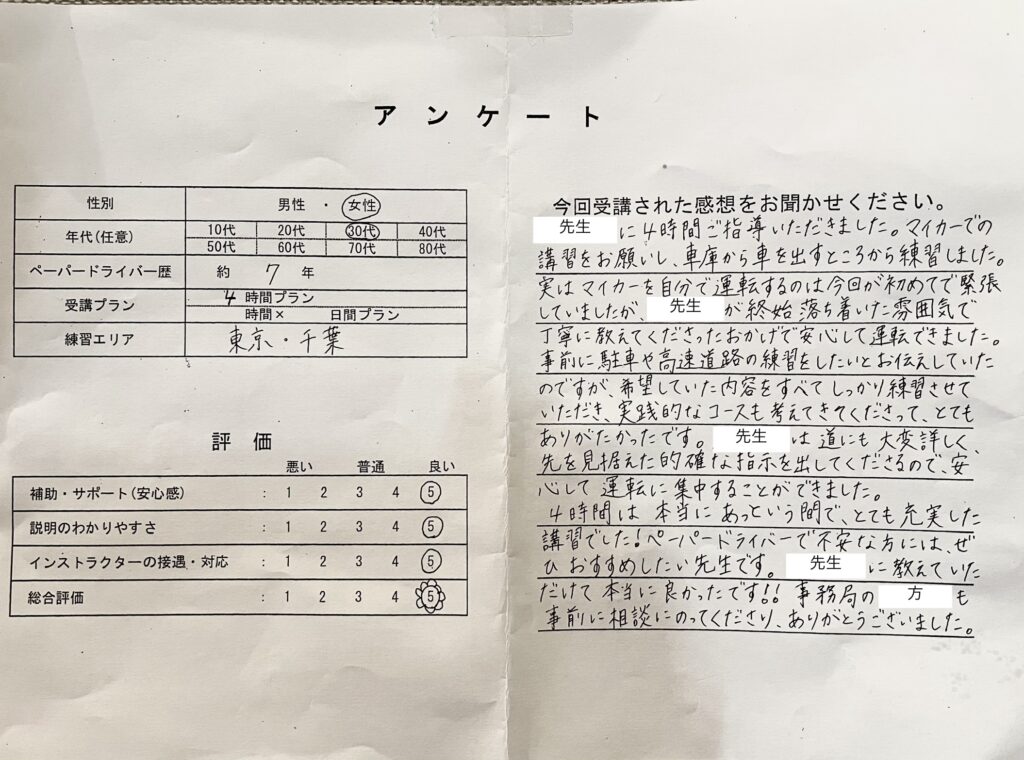 アンケート
性別 男性 ・ 女性
年代(任意) 10代 20代 30代 40代
50代 60代 70代 80代
ペーパードライバー歴 約 7 年
受講プラン 4 時間プラン
時間× 日間プラン
練習エリア 東京・千葉
評価
悪い 普通 良い
補助・サポート(安心感) : 1 2 3 4 5
説明のわかりやすさ : 1 2 3 4 5
インストラクターの接遇・対応 : 1 2 3 4 5
総合評価 : 1 2 3 4 5
今回受講された感想をお聞かせください。
先生 に4時間ご指導いただきました。マイカーでの
講習をお願いし、車庫から車を出すところから練習しました。
実はマイカーを自分で運転するのは今回が初めてで緊張
していましたが、 先生 が終始落ち着いた雰囲気で
丁寧に教えてくださったおかげで安心して運転できました。
事前に駐車や高速道路の練習をしたいとお伝えしていた
のですが、希望していた内容をすべてしっかり練習させて
いただき、実践的なコースも考えてきてくださって、とても
ありがたかったです。 先生 は道にも大変詳しく、
先を見据えた的確な指示を出してくださるので、安
心して運転に集中することができました。
4時間は本当にあっという間で、とても充実した
講習でした!ペーパードライバーで不安な方には、ぜ
ひおすすめしたい先生です。 先生 に教えていた
だけて本当に良かったです!!事務局の 方 も
事前に相談にのってくださり、ありがとうございました。